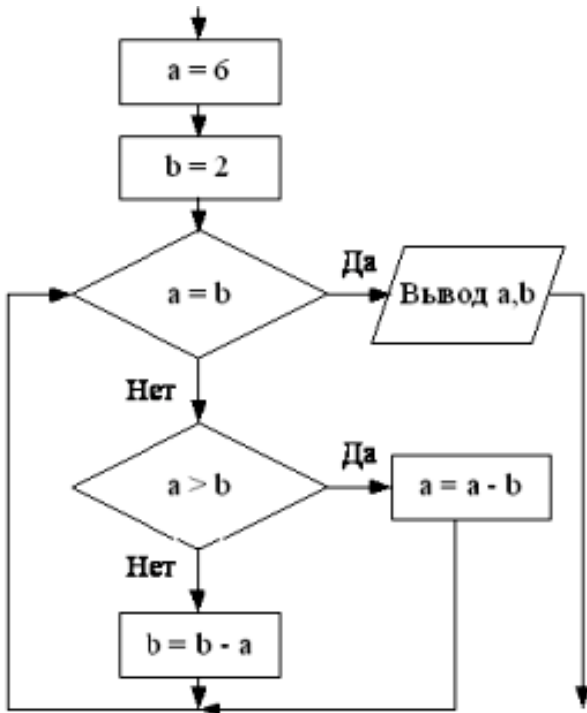 a = 6
b = 2
a = b
Да
Вывод a,b
Нет
a > b
Да
a = a - b
Нет
b = b - a